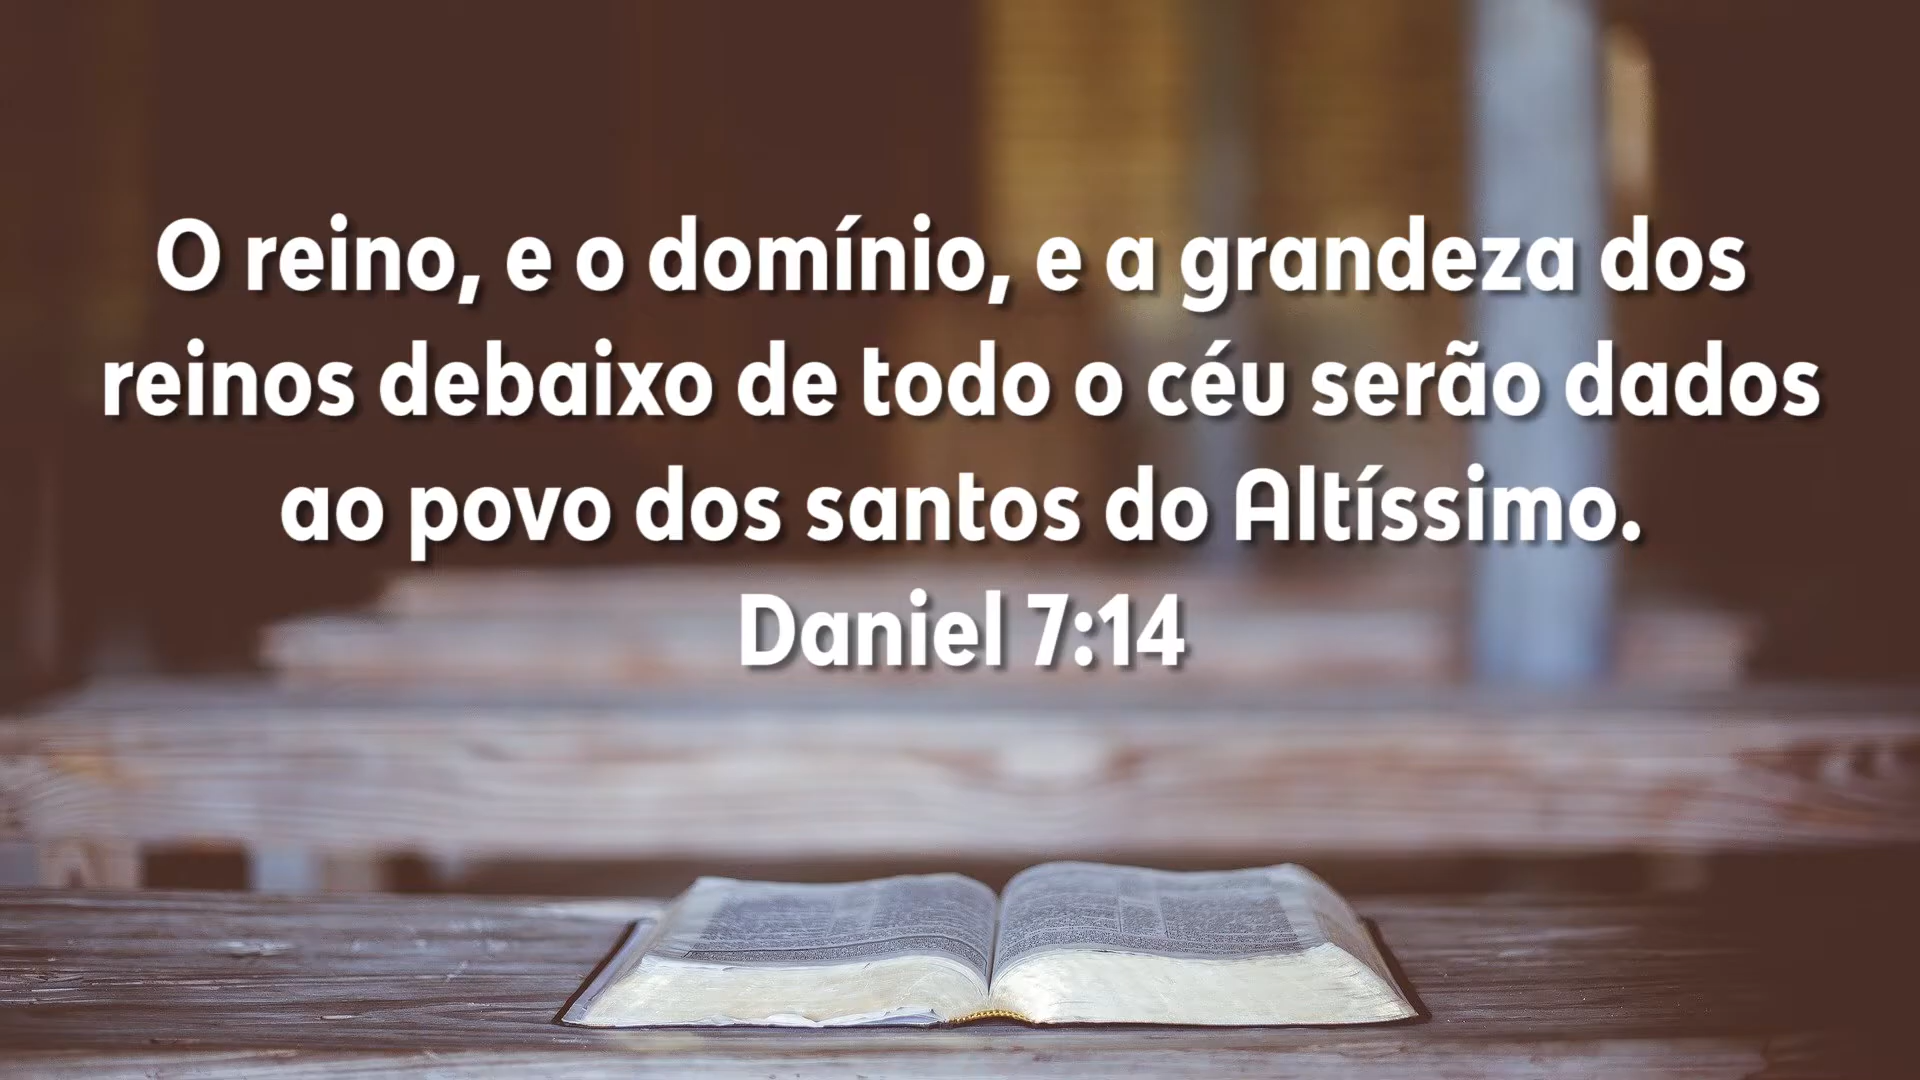 O reino, e o domínio, e a grandeza dos
reinos debaixo de todo o céu serão dados
ao povo dos santos do Altíssimo.
Daniel 7:14